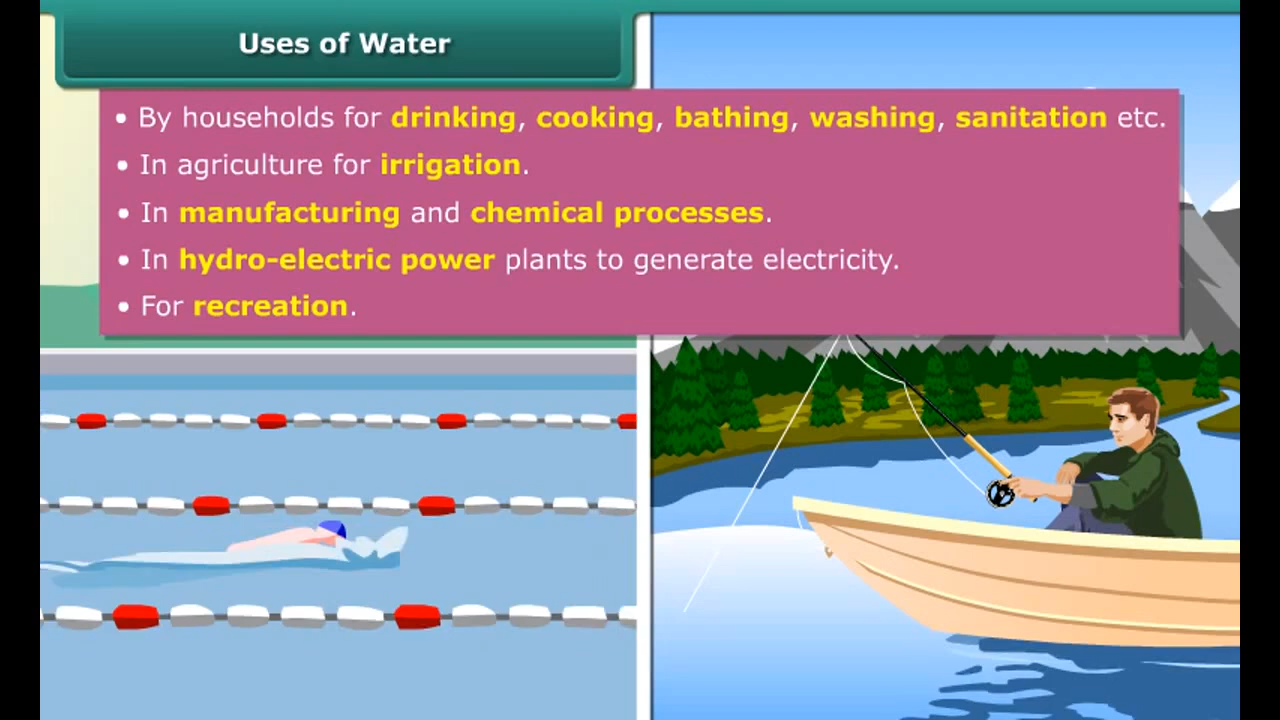 Uses of Water
• By households for drinking, cooking, bathing, washing, sanitation etc.
• In agriculture for irrigation.
• In manufacturing and chemical processes.
• In hydro-electric power plants to generate electricity.
• For recreation.